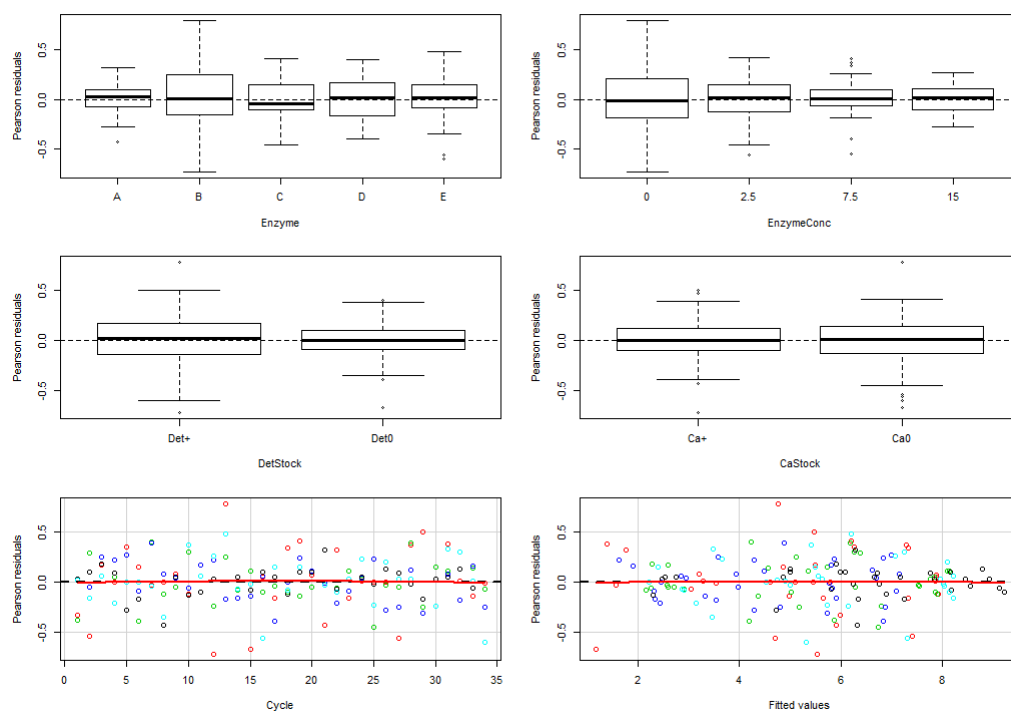 Pearson residuals
0.5
0.0
-0.5
A B C D E
Enzyme
Pearson residuals
0.5
0.0
-0.5
0 2.5 7.5 15
EnzymeConc
Pearson residuals
0.5
0.0
-0.5
Det+ Det0
DetStock
Pearson residuals
0.5
0.0
-0.5
Ca+ Ca0
CaStock
Pearson residuals
0.5
0.0
-0.5
0 5 10 15 20 25 30 35
Cycle
Pearson residuals
0.5
0.0
-0.5
2 4 6 8
Fitted values